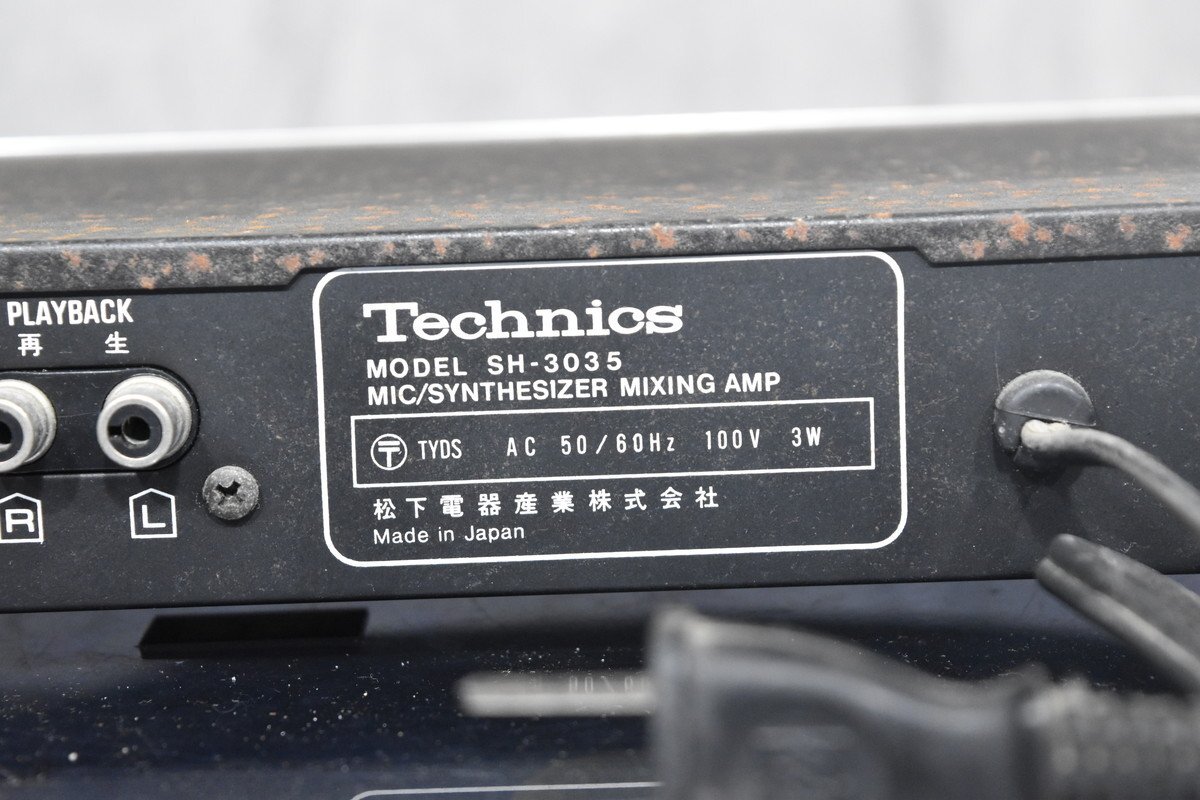 PLAYBACK
再 生
R L
Technics
MODEL SH-3035
MIC/SYNTHESIZER MIXING AMP
〒 TYDS AC 50/60Hz 100V 3W
松下電器産業株式会社
Made in Japan